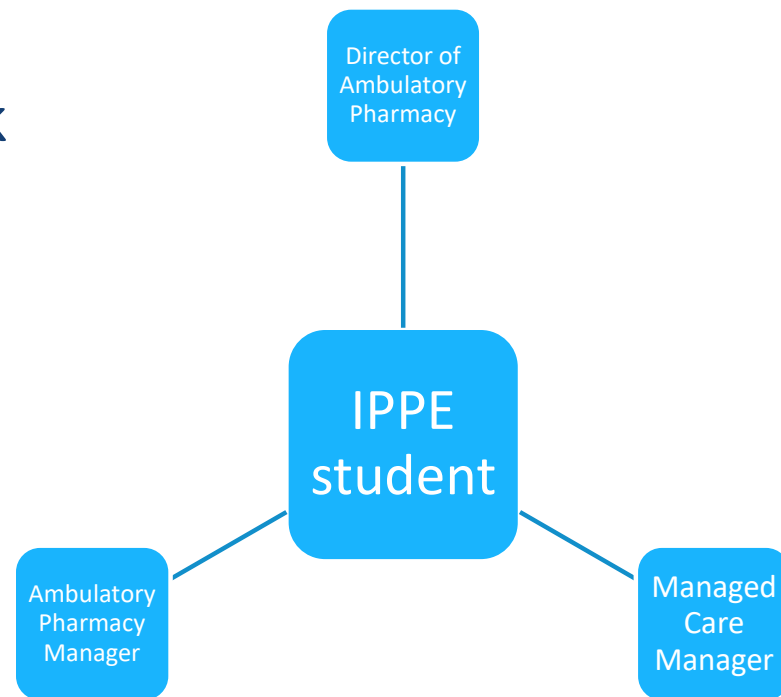 Director of
Ambulatory
Pharmacy
IPPE
student
Ambulatory
Pharmacy
Manager
Managed
Care
Manager